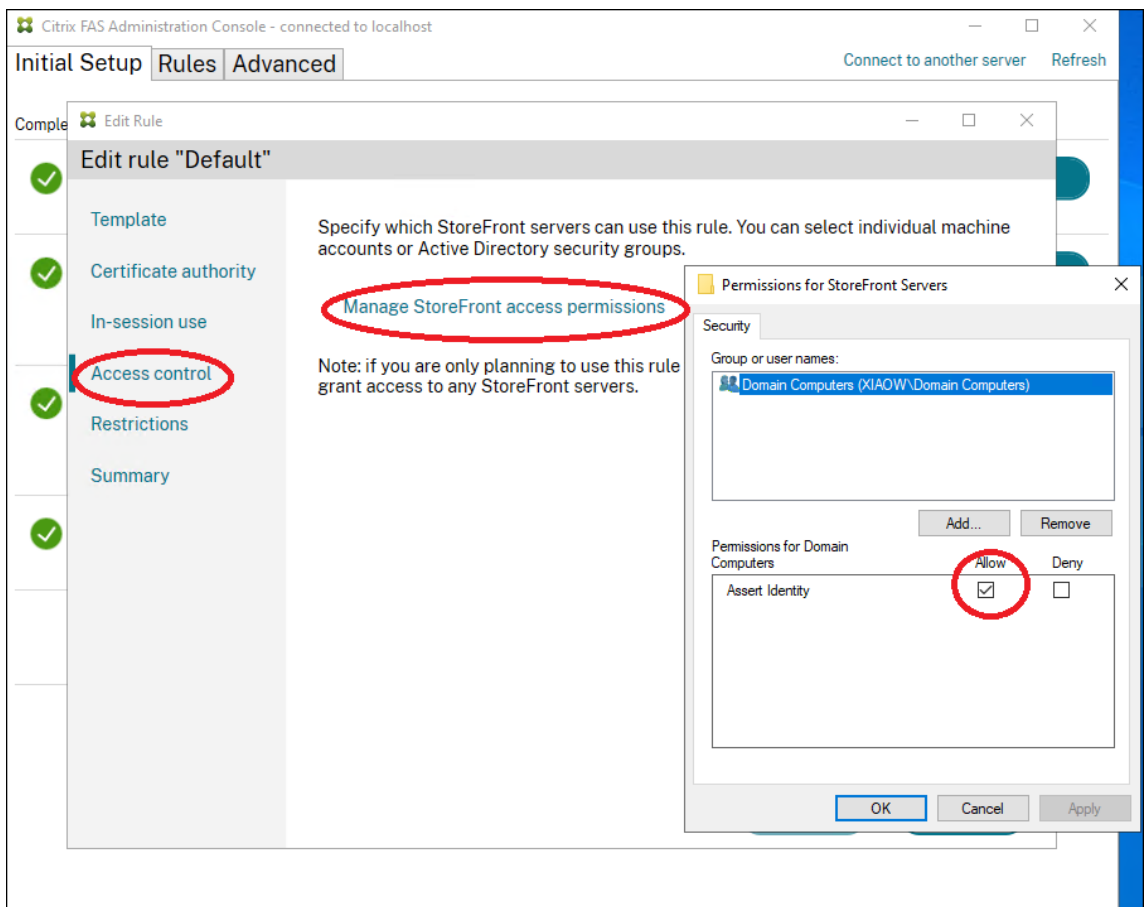 Citrix FAS Administration Console - connected to localhost
Initial Setup Rules Advanced
Connect to another server Refresh
Comple
Edit Rule
Edit rule "Default"
Template
Certificate authority
In-session use
Access control
Restrictions
Summary
Specify which StoreFront servers can use this rule. You can select individual machine
accounts or Active Directory security groups.
Manage StoreFront access permissions
Note: if you are only planning to use this rule
grant access to any StoreFront servers.
Permissions for StoreFront Servers
Security
Group or user names:
Domain Computers (XIAOW\Domain Computers)
Add... Remove
Permissions for Domain
Computers Allow Deny
Assert Identity
OK Cancel Apply